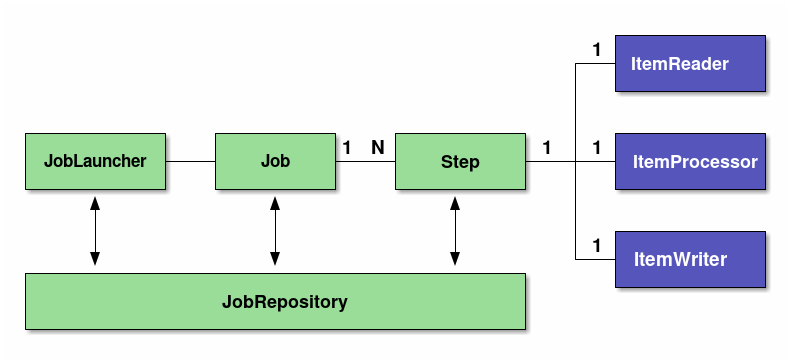 1
ItemReader
JobLauncher
Job
1
N
Step
1
1
ItemProcessor
1
ItemWriter
JobRepository